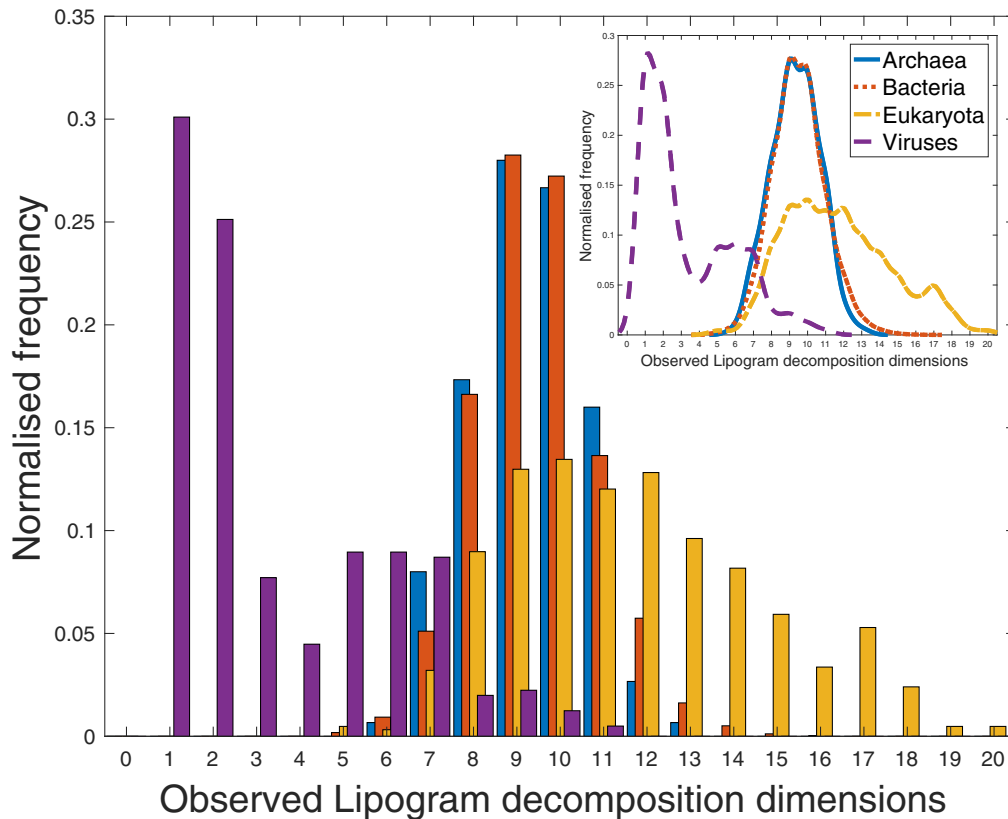 0.35
0.3
0.25
0.2
0.15
0.1
0.05
0
Normalised frequency
0 1 2 3 4 5 6 7 8 9 10 11 12 13 14 15 16 17 18 19 20
Observed Lipogram decomposition dimensions
0.3
0.25
0.2
0.15
0.1
0.05
0
Normalised frequency
0 1 2 3 4 5 6 7 8 9 10 11 12 13 14 15 16 17 18 19 20
Observed Lipogram decomposition dimensions
Archaea
Bacteria
Eukaryota
Viruses